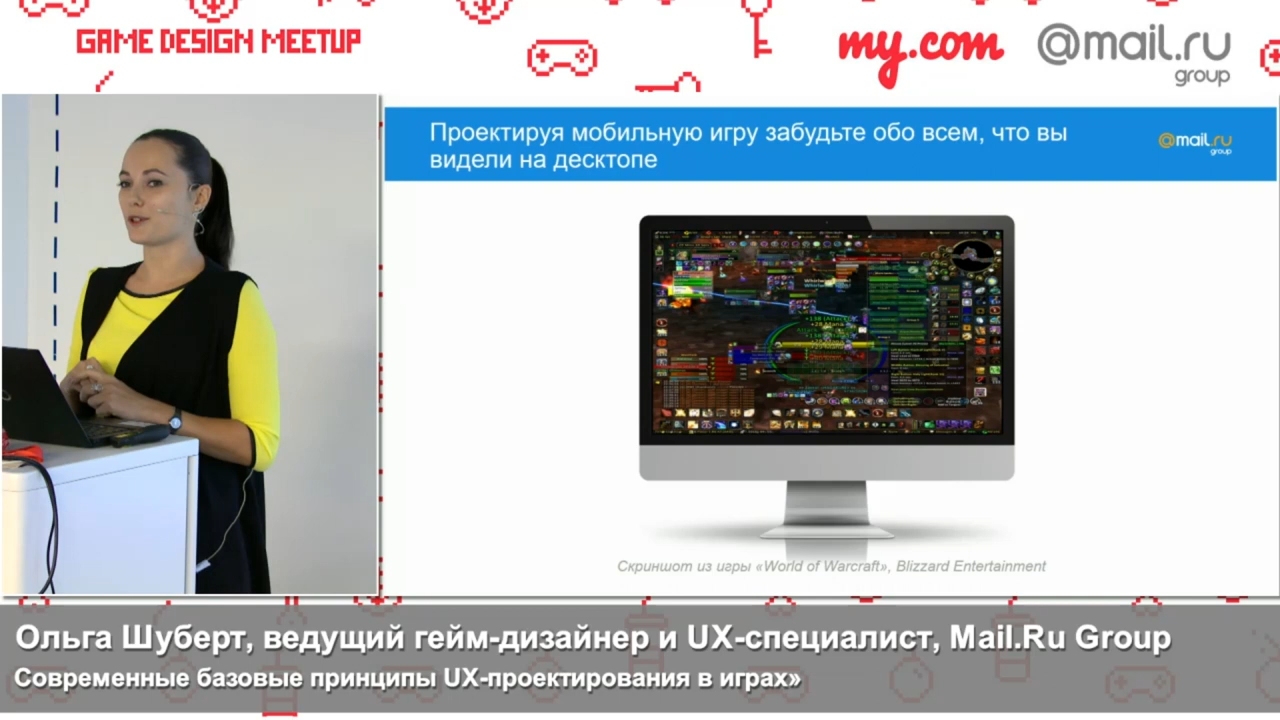 GAME DESIGN MEETUP
my.com
@mail.ru
group
Проектируя мобильную игру забудьте обо всем, что вы
видели на десктопе
@mail.ru
group
Скриншот из игры «World of Warcraft», Blizzard Entertainment
Ольга Шуберт, ведущий гейм-дизайнер и UX-специалист, Mail.Ru Group
Современные базовые принципы UX-проектирования в играх»